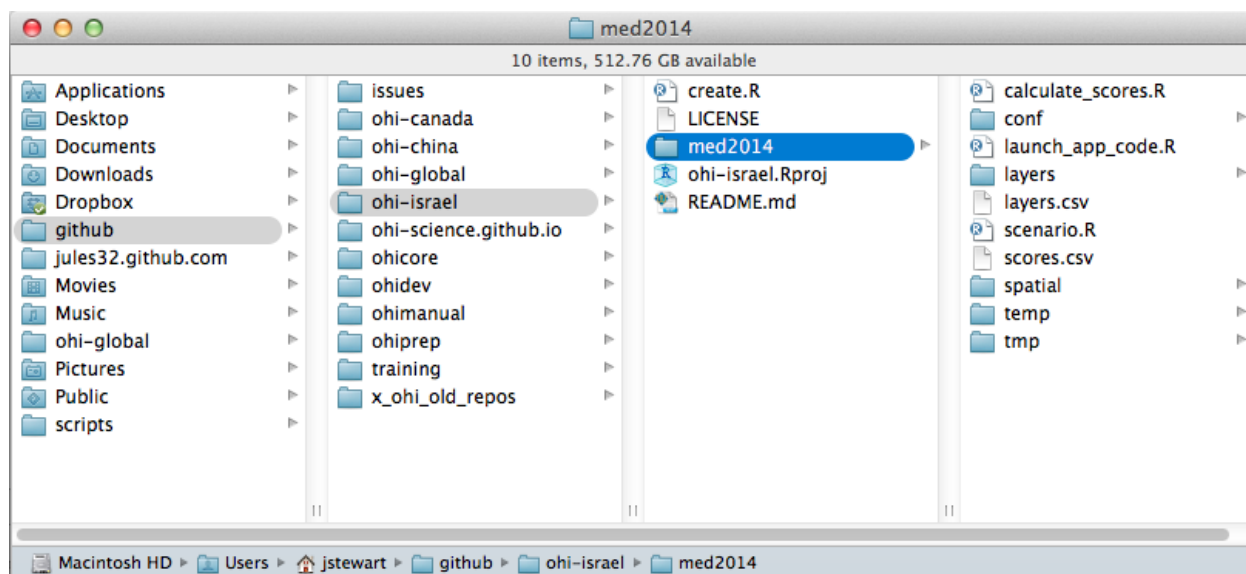 med2014
10 items, 512.76 GB available
Applications
Desktop
Documents
Downloads
Dropbox
github
jules32.github.com
Movies
Music
ohi-global
Pictures
Public
scripts
issues
ohi-canada
ohi-china
ohi-global
ohi-israel
ohi-science.github.io
ohicore
ohidev
ohimanual
ohiprep
training
x_ohi_old_repos
create.R
LICENSE
med2014
ohi-israel.Rproj
README.md
calculate_scores.R
conf
launch_app_code.R
layers
layers.csv
scenario.R
scores.csv
spatial
temp
tmp
Macintosh HD ▸ Users ▸ jstewart ▸ github ▸ ohi-israel ▸ med2014